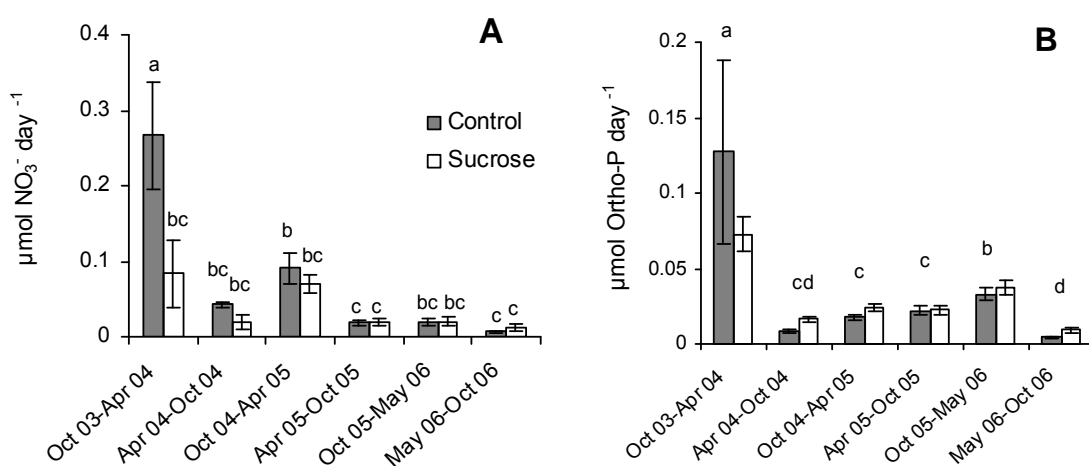 A
µmol NO₃⁻ day ⁻¹
0.4
0.3
0.2
0.1
0
a
bc
bc
bc
b
bc
c
c
bc
bc
c
c
Control
Sucrose
Oct 03-Apr 04
Apr 04-Oct 04
Oct 04-Apr 05
Apr 05-Oct 05
Oct 05-May 06
May 06-Oct 06
B
µmol Ortho-P day ⁻¹
0.2
0.15
0.1
0.05
0
a
cd
c
c
b
d
Oct 03-Apr 04
Apr 04-Oct 04
Oct 04-Apr 05
Apr 05-Oct 05
Oct 05-May 06
May 06-Oct 06